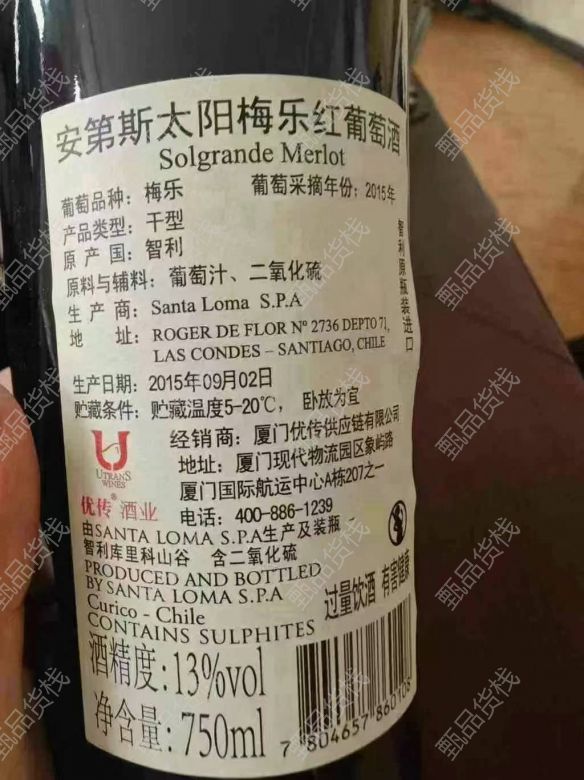 安第斯太阳梅乐红葡萄酒
Solgrande Merlot
葡萄品种：梅乐 葡萄采摘年份：2015年
产品类型：干型
原产国：智利
原料与辅料：葡萄汁、二氧化硫
生产商：Santa Loma S.P.A
地址：ROGER DE FLOR Nº 2736 DEPTO 71,
LAS CONDES – SANTIAGO, CHILE
智利原瓶装进口
生产日期：2015年09月02日
贮藏条件：贮藏温度5-20℃，卧放为宜
经销商：厦门优传供应链有限公司
地址：厦门现代物流园区象屿路
厦门国际航运中心A栋207之一
电话：400-886-1239
U
UTRANS
WINES
优传® 酒业
由SANTA LOMA S.P.A生产及装瓶 -
智利库里科山谷 含二氧化硫
PRODUCED AND BOTTLED
BY SANTA LOMA S.P.A
Curico - Chile
CONTAINS SULPHITES
过量饮酒 有害健康
酒精度：13%vol
净含量：750ml
7 804657 860108
甄品货栈